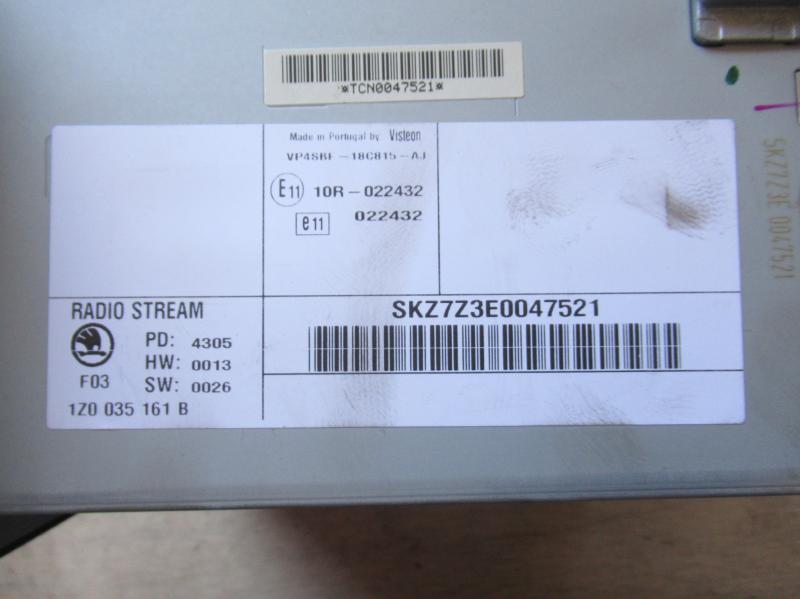 *TCN0047521*
Made in Portugal by Visteon
VP4SBF-18C815-AJ
E11 10R-022432
e11 022432
RADIO STREAM
PD: 4305
HW: 0013
F03
SW: 0026
1Z0 035 161 B
SKZ7Z3E0047521
SKZ7Z3E 0047521